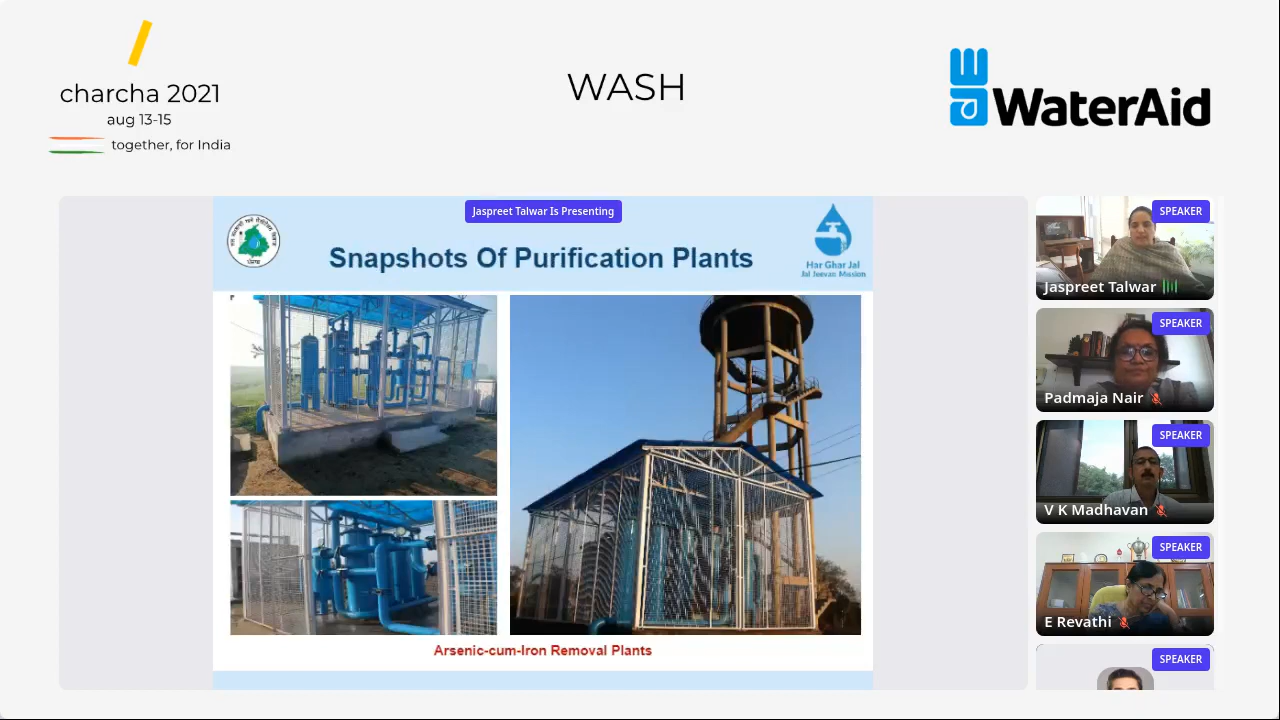 charcha 2021
aug 13-15
together, for India
WASH
WaterAid
Jaspreet Talwar Is Presenting
Snapshots Of Purification Plants
Har Ghar Jal
Jal Jeevan Mission
Arsenic-cum-Iron Removal Plants
SPEAKER
Jaspreet Talwar
SPEAKER
Padmaja Nair
SPEAKER
V K Madhavan
SPEAKER
E Revathi
SPEAKER